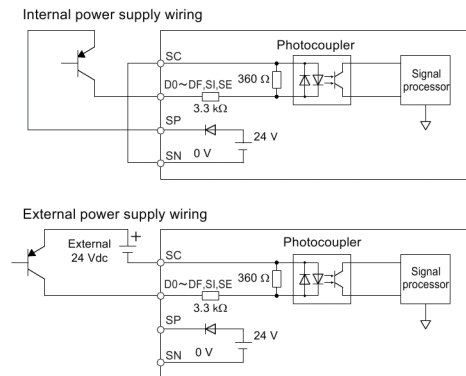 Internal power supply wiring
SC
Photocoupler
D0～DF,SI,SE
360 Ω
3.3 kΩ
Signal
processor
SP
24 V
SN
0 V
External power supply wiring
External
24 Vdc
+
SC
Photocoupler
D0～DF,SI,SE
360 Ω
3.3 kΩ
Signal
processor
SP
24 V
SN
0 V